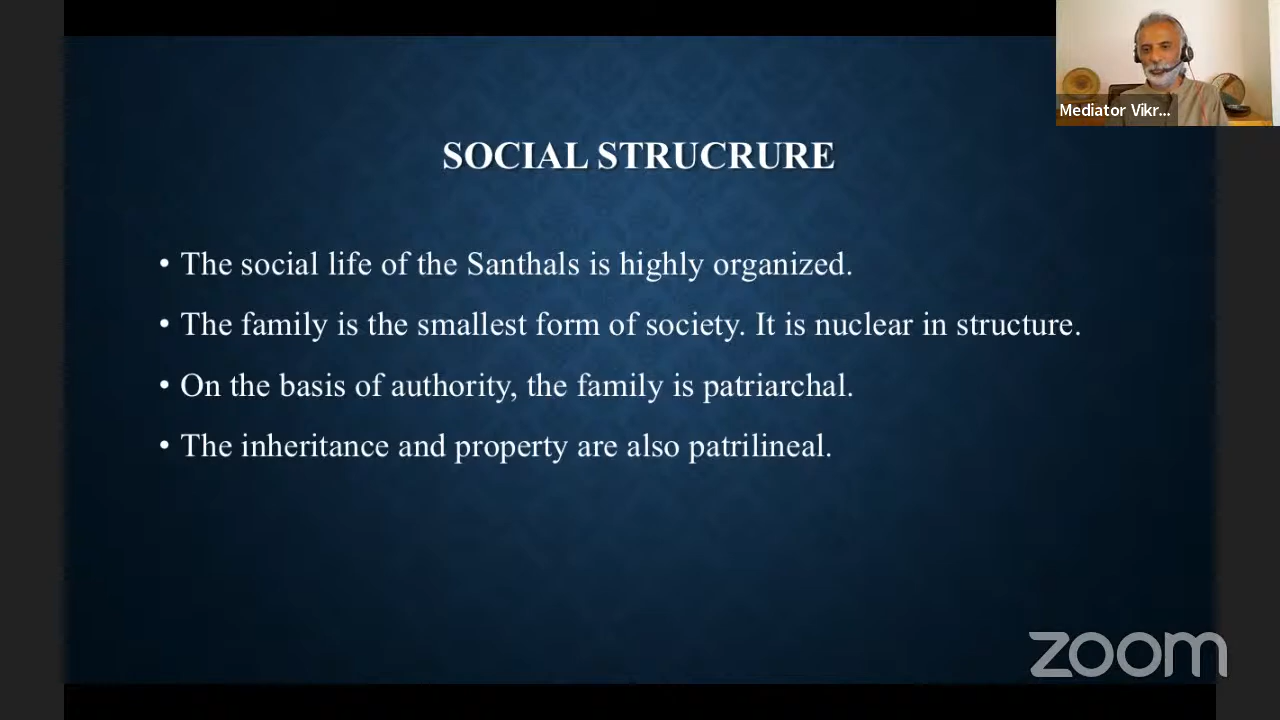 Mediator Vikr...
SOCIAL STRUCRURE
• The social life of the Santhals is highly organized.
• The family is the smallest form of society. It is nuclear in structure.
• On the basis of authority, the family is patriarchal.
• The inheritance and property are also patrilineal.
zoom